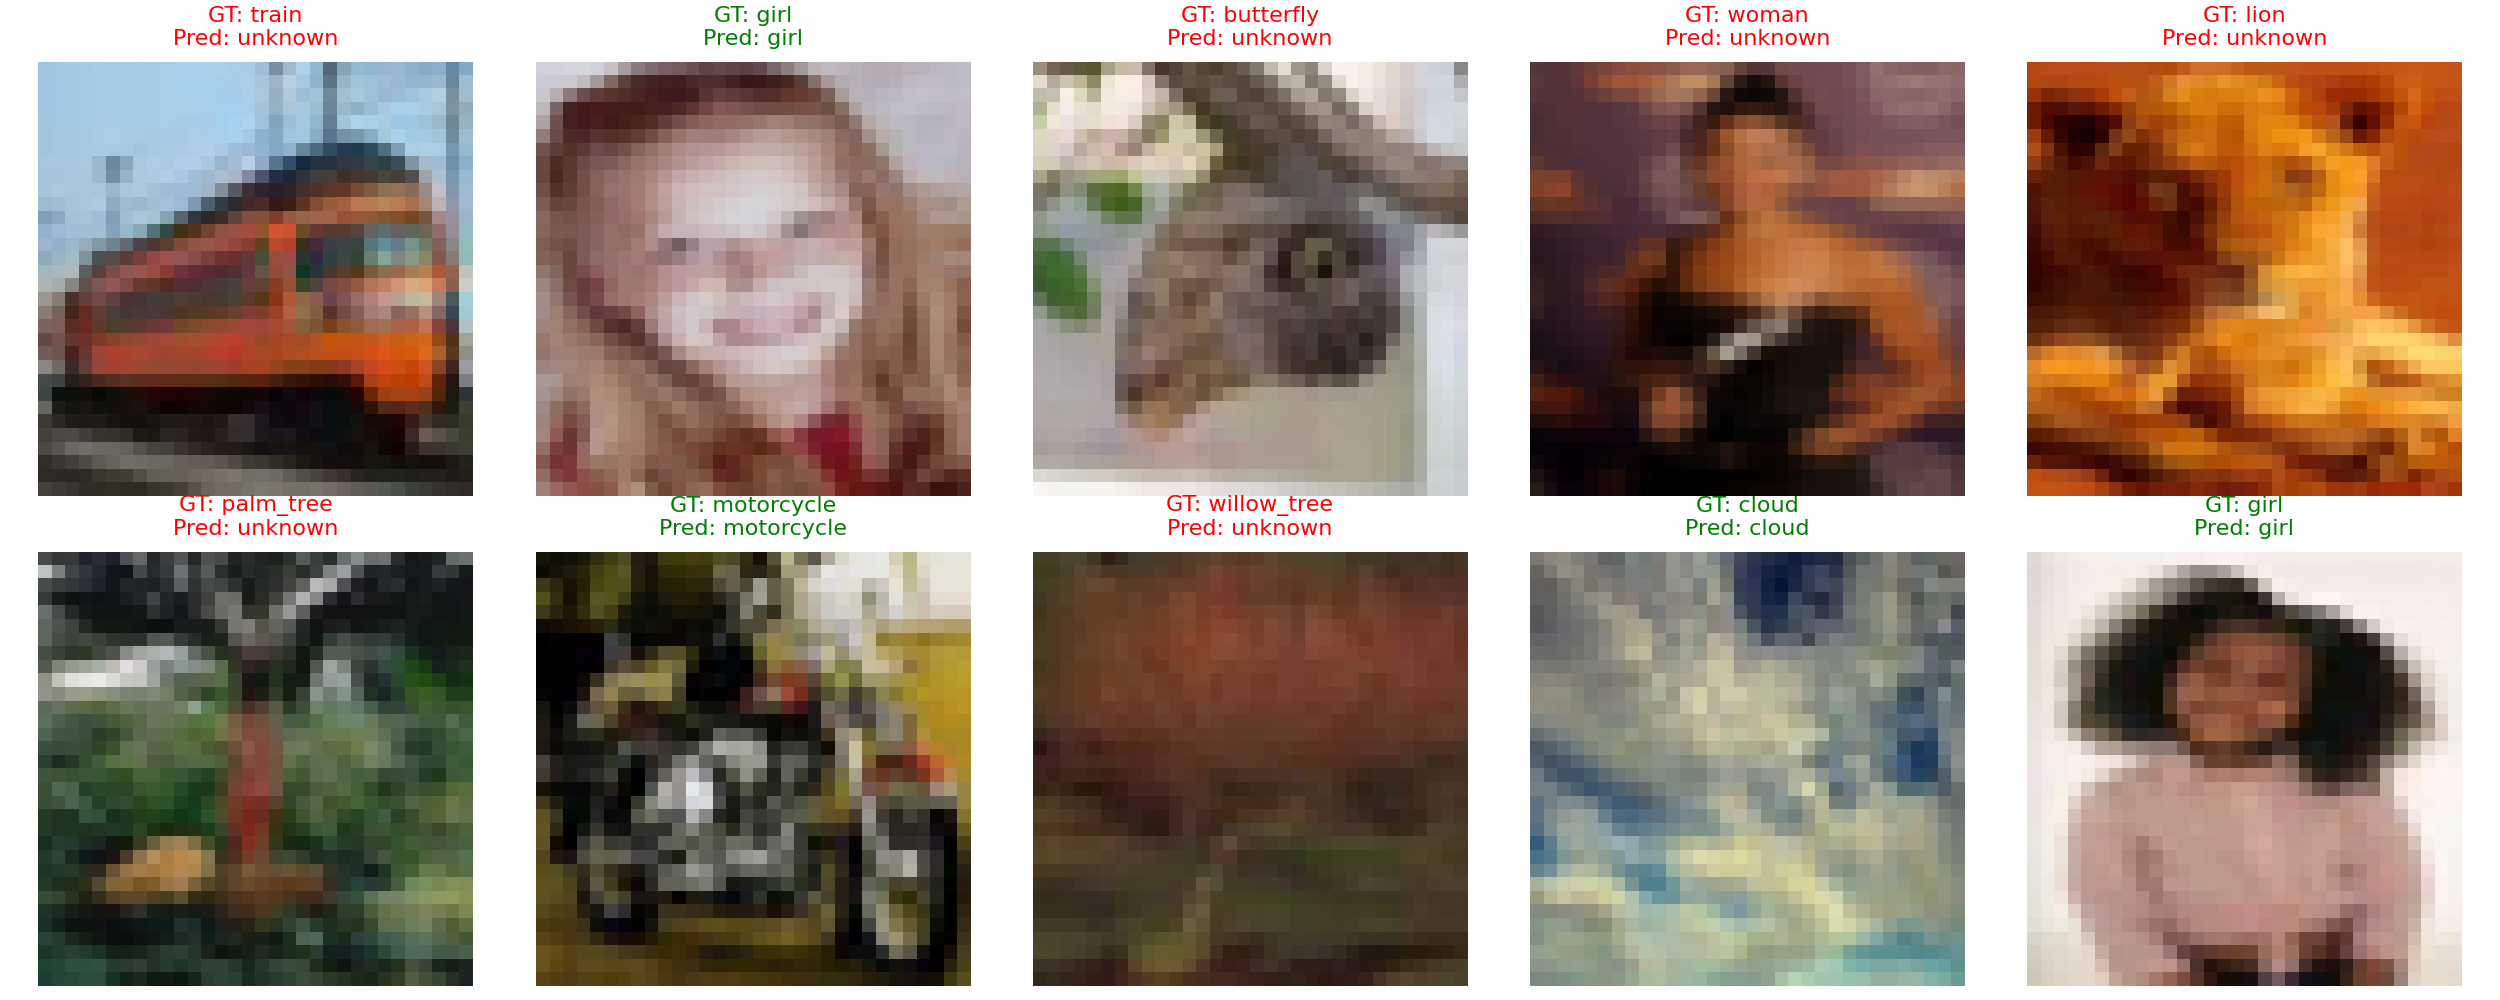 GT: train
Pred: unknown
GT: girl
Pred: girl
GT: butterfly
Pred: unknown
GT: woman
Pred: unknown
GT: lion
Pred: unknown
GT: palm_tree
Pred: unknown
GT: motorcycle
Pred: motorcycle
GT: willow_tree
Pred: unknown
GT: cloud
Pred: cloud
GT: girl
Pred: girl